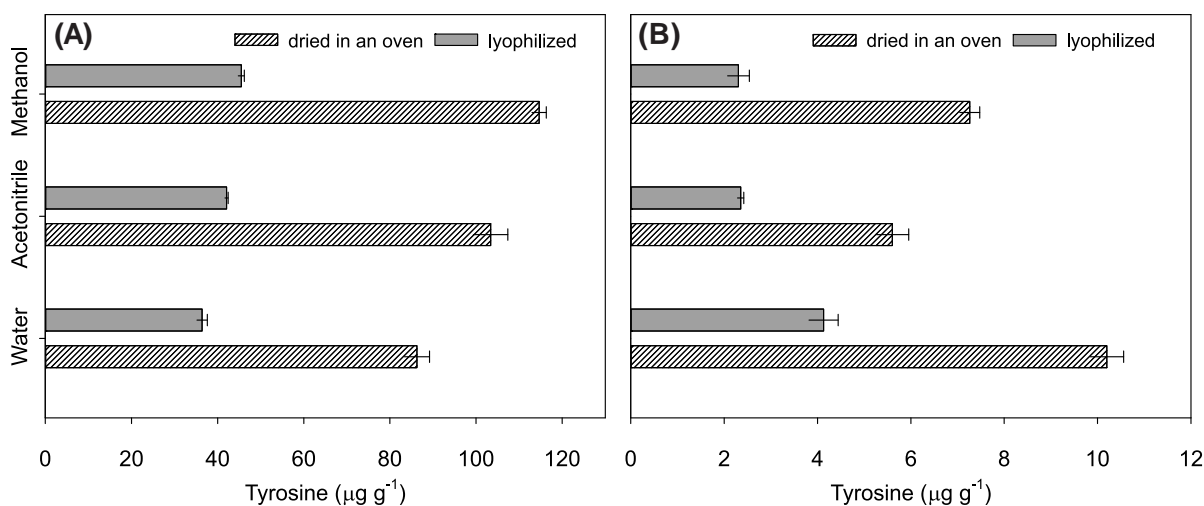 (A)
dried in an oven
lyophilized
Methanol
Acetonitrile
Water
0 20 40 60 80 100 120
Tyrosine (μg g⁻¹)
(B)
dried in an oven
lyophilized
0 2 4 6 8 10 12
Tyrosine (μg g⁻¹)